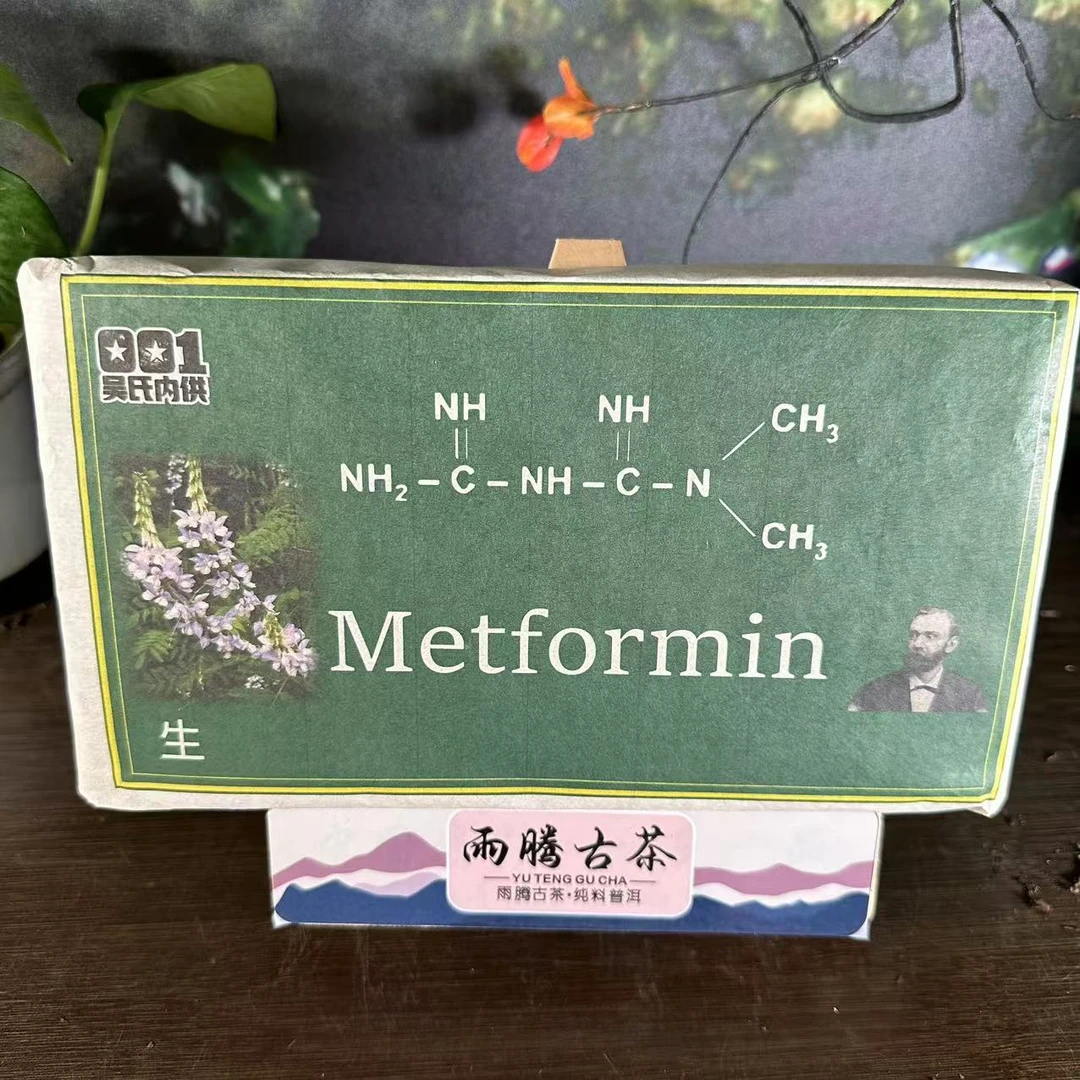 001
吴氏内供
NH NH CH₃
NH₂ – C – NH – C – N
CH₃
Metformin
生
雨腾古茶
YU TENG GU CHA
雨腾古茶·纯料普洱